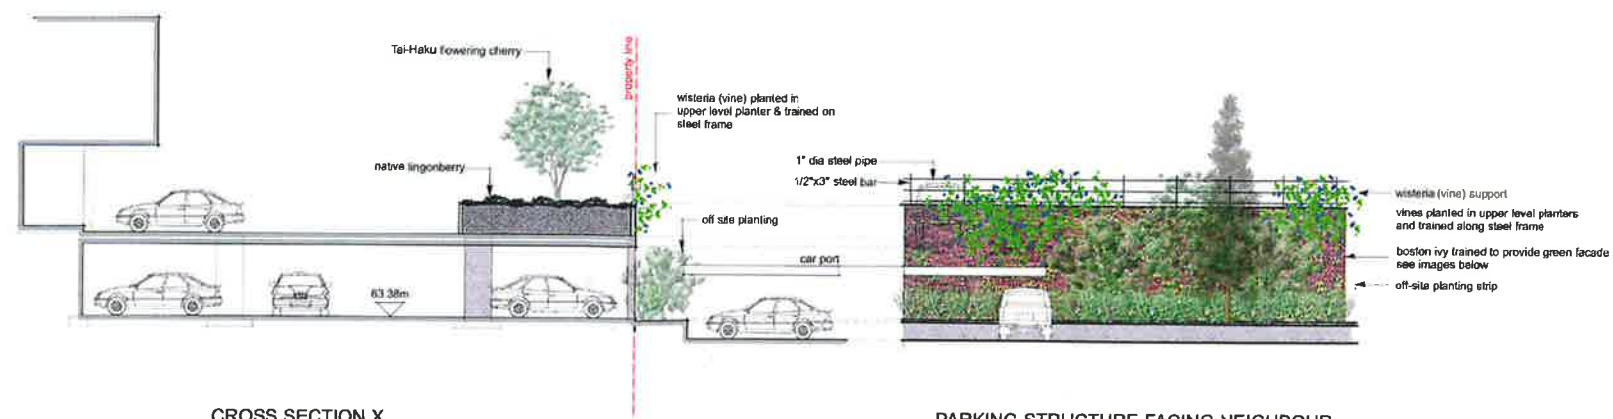 Tai-Haku flowering cherry
property line
wisteria (vine) planted in
upper level planter & trained on
steel frame
native lingonberry
off site planting
car port
63.38m
1" dia steel pipe
1/2"x3" steel bar
wisteria (vine) support
vines planted in upper level planters
and trained along steel frame
boston ivy trained to provide green facade
see images below
off-site planting strip
CROSS SECTION X
PARKING STRUCTURE FACING NEIGHBOUR